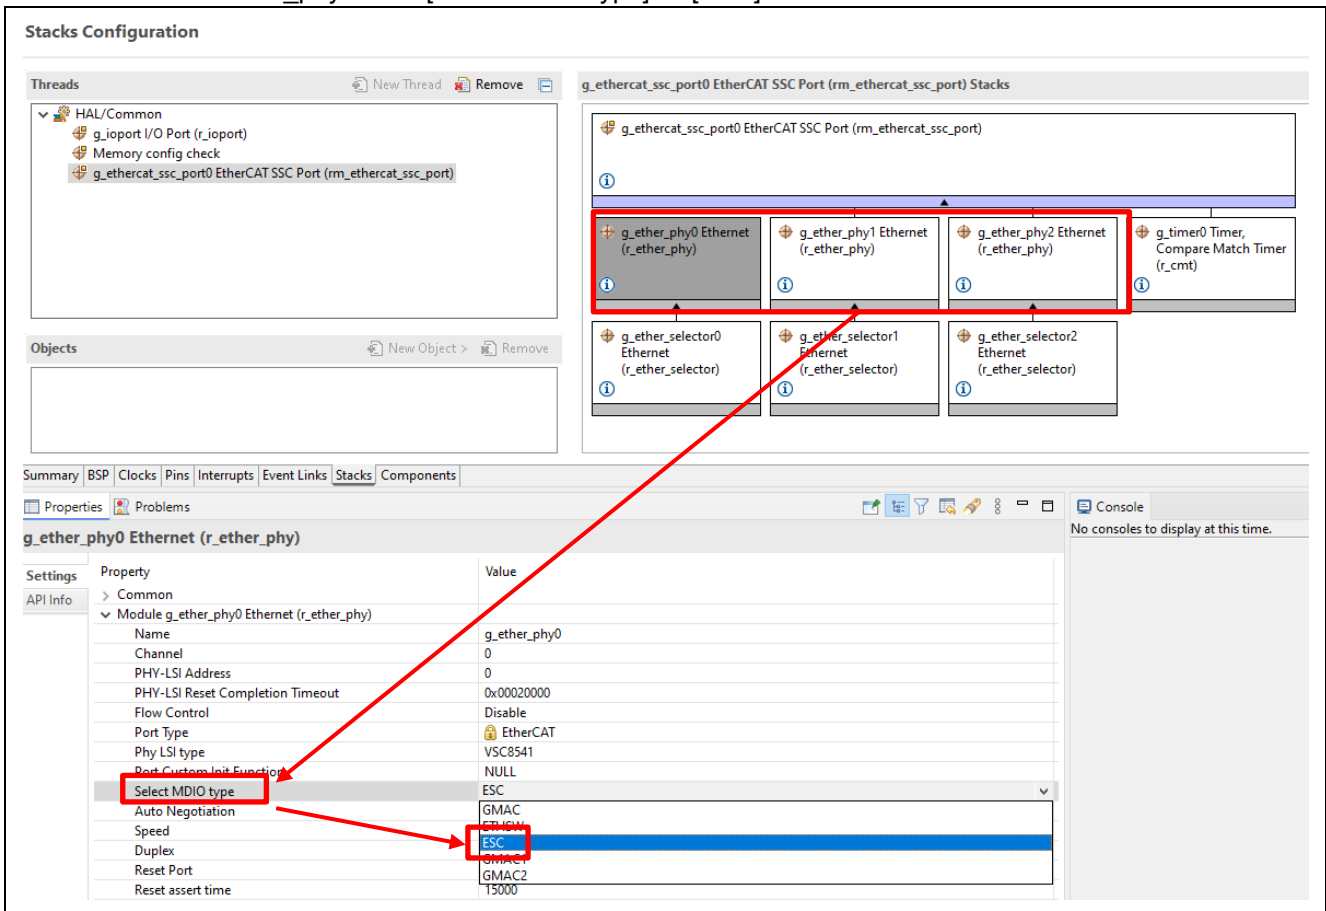 Stacks Configuration
Threads
New Thread
Remove
g_ethercat_ssc_port0 EtherCAT SSC Port (rm_ethercat_ssc_port) Stacks
HAL/Common
g_ioport I/O Port (r_ioport)
Memory config check
g_ethercat_ssc_port0 EtherCAT SSC Port (rm_ethercat_ssc_port)
g_ethercat_ssc_port0 EtherCAT SSC Port (rm_ethercat_ssc_port)
g_ether_phy0 Ethernet
(r_ether_phy)
g_ether_phy1 Ethernet
(r_ether_phy)
g_ether_phy2 Ethernet
(r_ether_phy)
g_timer0 Timer,
Compare Match Timer
(r_cmt)
Objects
New Object >
Remove
g_ether_selector0
Ethernet
(r_ether_selector)
g_ether_selector1
Ethernet
(r_ether_selector)
g_ether_selector2
Ethernet
(r_ether_selector)
Summary BSP Clocks Pins Interrupts Event Links Stacks Components
Properties Problems
Console
No consoles to display at this time.
g_ether_phy0 Ethernet (r_ether_phy)
Settings
API Info
Property Value
Common
Module g_ether_phy0 Ethernet (r_ether_phy)
Name g_ether_phy0
Channel 0
PHY-LSI Address 0
PHY-LSI Reset Completion Timeout 0x00020000
Flow Control Disable
Port Type EtherCAT
Phy LSI type VSC8541
Port Custom Init Function NULL
Select MDIO type ESC
Auto Negotiation GMAC
Speed ETHSW
ESC
Duplex GMAC1
Reset Port GMAC2
Reset assert time 15000